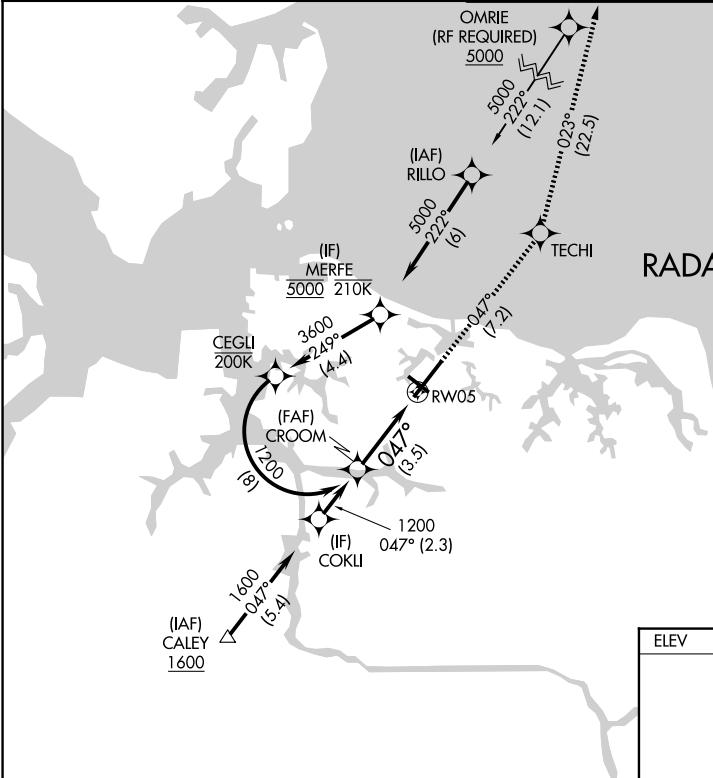 OMRIE
(RF REQUIRED)
5000
5000
222°
(12.1)
023°
(22.5)
(IAF)
RILLO
5000
222°
(6)
TECHI
RADA
(IF)
MERFE
5000 210K
047°
(7.2)
3600
249°
(4.4)
CEGLI
200K
RW05
(FAF)
CROOM
047°
(3.5)
1200
(8)
1200
047° (2.3)
(IF)
COKLI
1600
047°
(5.4)
(IAF)
CALEY
1600
ELEV